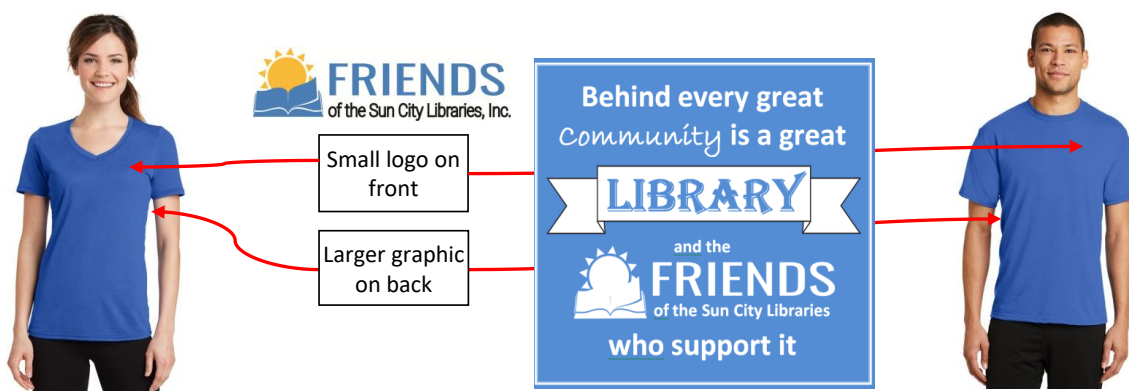 FRIENDS
of the Sun City Libraries, Inc.
Small logo on
front
Larger graphic
on back
Behind every great
Community is a great
LIBRARY
and the
FRIENDS
of the Sun City Libraries
who support it